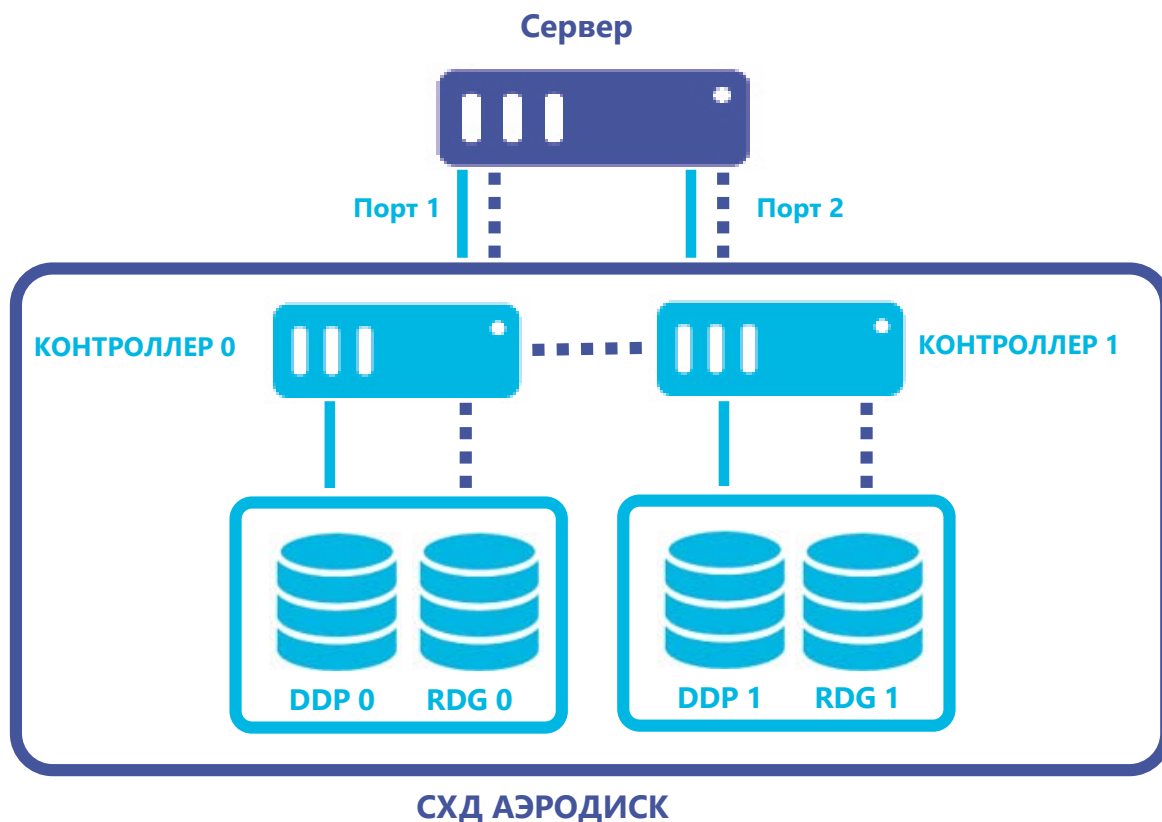 Сервер
Порт 1
Порт 2
КОНТРОЛЛЕР 0
КОНТРОЛЛЕР 1
DDP 0
RDG 0
DDP 1
RDG 1
СХД АЭРОДИСК